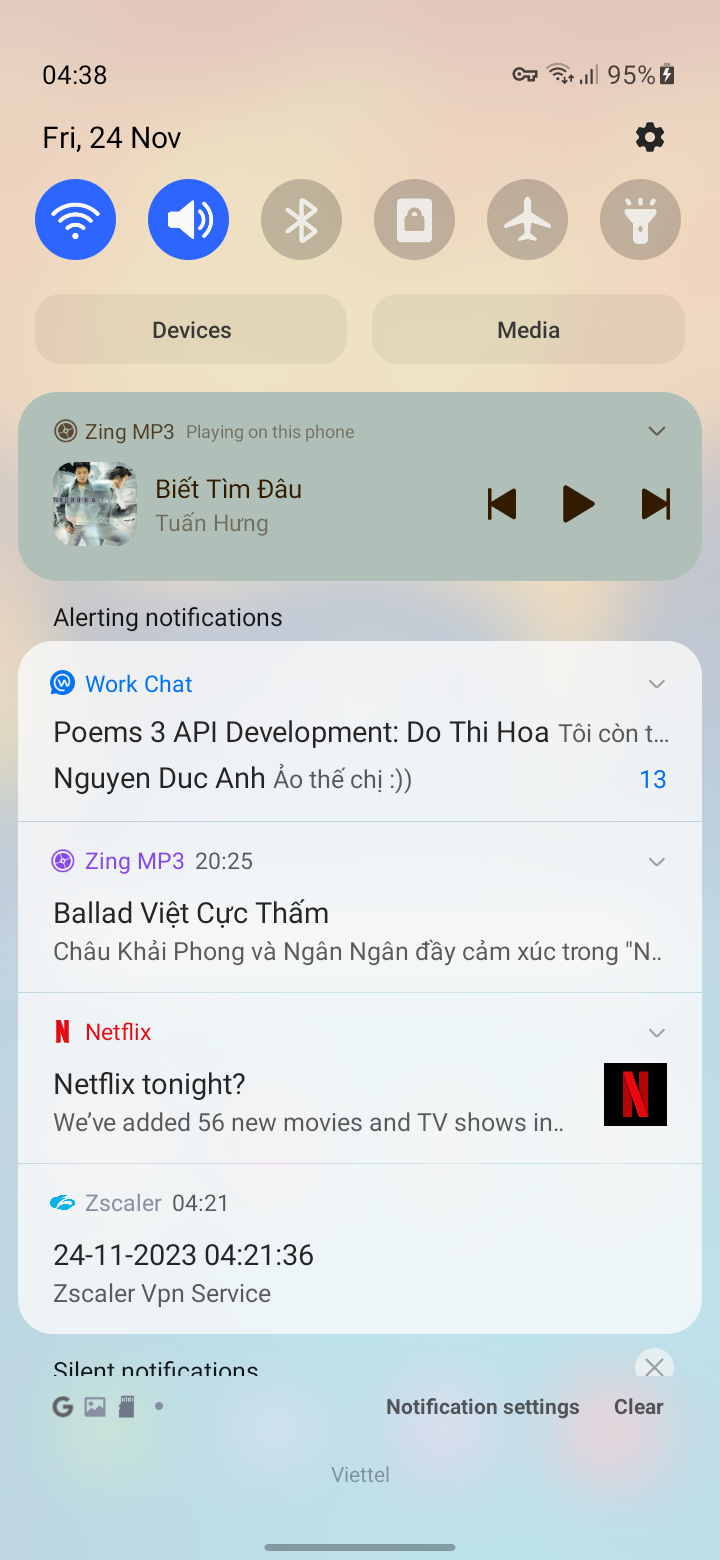 04:38
95%
Fri, 24 Nov
Devices
Media
Zing MP3 Playing on this phone
Biết Tìm Đâu
Tuấn Hưng
Alerting notifications
Work Chat
Poems 3 API Development: Do Thi Hoa Tôi còn t...
Nguyen Duc Anh Ảo thế chị :)) 13
Zing MP3 20:25
Ballad Việt Cực Thấm
Châu Khải Phong và Ngân Ngân đầy cảm xúc trong "N..
Netflix
Netflix tonight?
We’ve added 56 new movies and TV shows in..
Zscaler 04:21
24-11-2023 04:21:36
Zscaler Vpn Service
Silent notifications
Notification settings Clear
Viettel